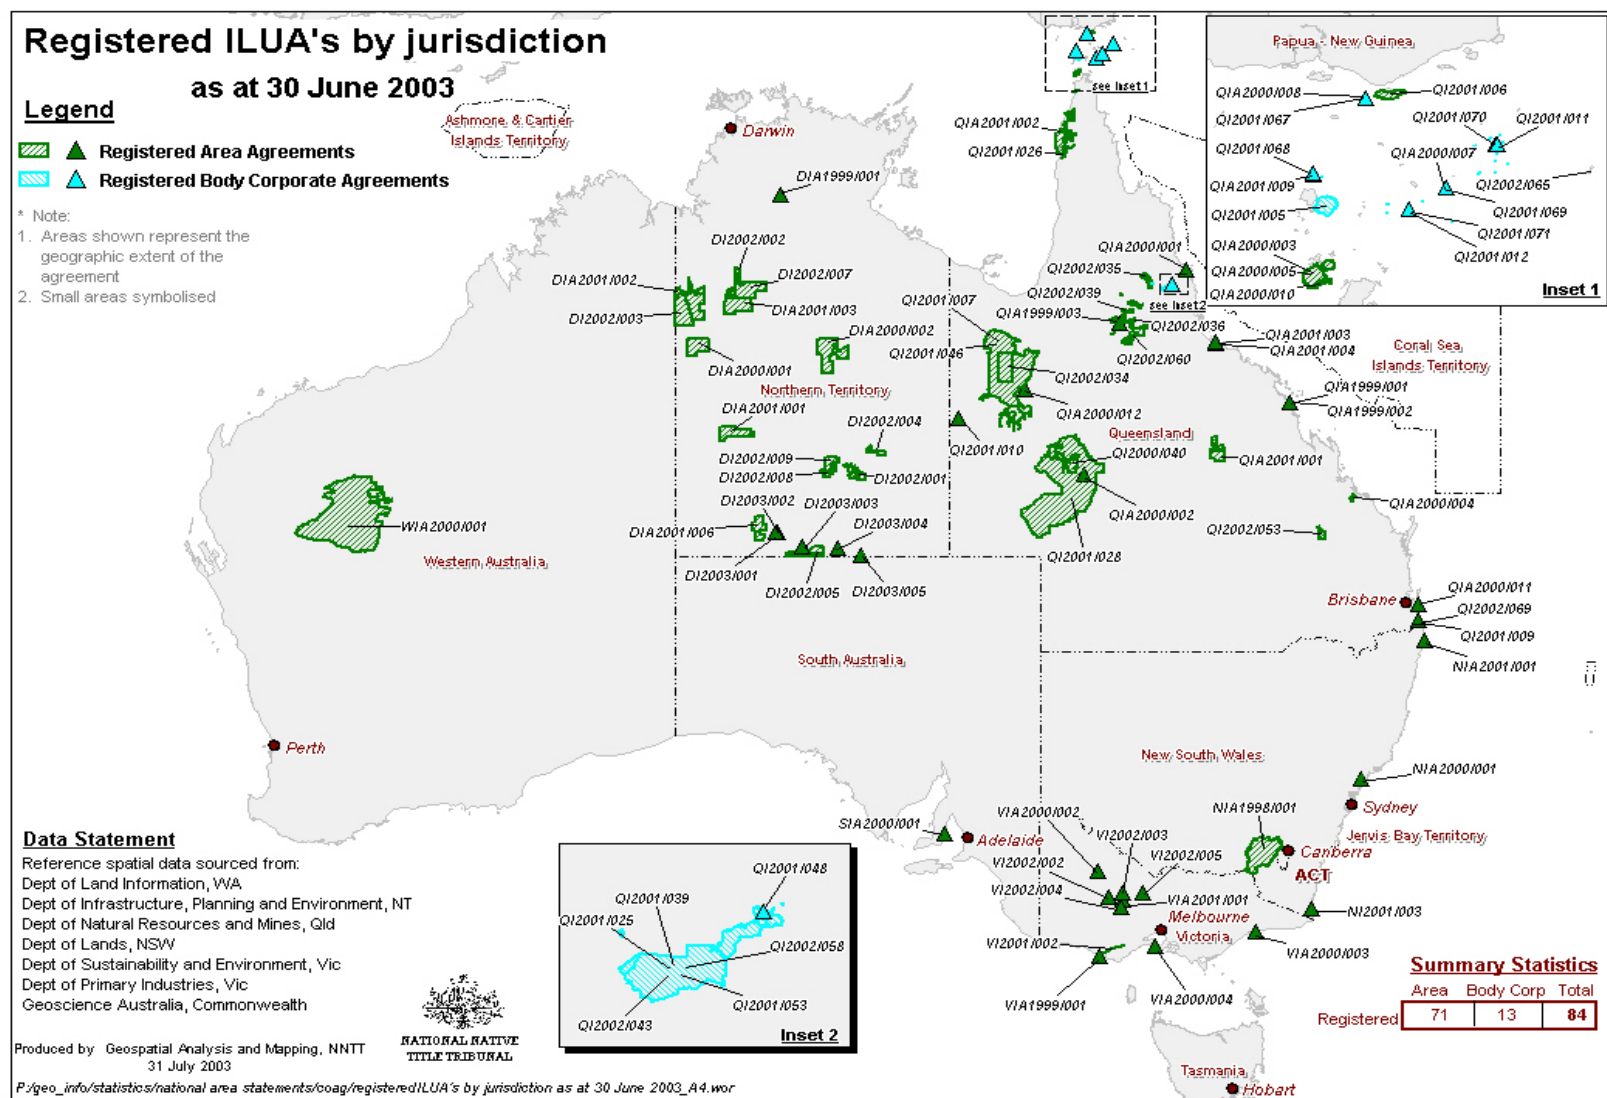 Registered ILUA's by jurisdiction
as at 30 June 2003
Legend
Registered Area Agreements
Registered Body Corporate Agreements
* Note:
1. Areas shown represent the
geographic extent of the
agreement
2. Small areas symbolised
Ashmore & Cartier
Islands Territory
Darwin
DIA1999/001
DI2002/002
DIA2001/002
DI2002/007
DI2002/003
DIA2001/003
DIA2000/002
DIA2000/001
Northern Territory
DIA2001/001
DI2002/004
DI2002/009
DI2002/008
DI2002/001
DI2003/002
DI2003/003
DI2003/004
DIA2001/006
DI2003/001
DI2002/005
DI2003/005
WIA2000/001
Western Australia
South Australia
Perth
see Inset 1
QIA2001/002
QI2001/026
QIA2000/001
QI2002/035
see Inset 2
QI2002/039
QI2001/007
QIA1999/003
QI2002/036
QI2001/046
QI2002/060
QI2002/034
QIA2001/003
QIA2001/004
Coral Sea
Islands Territory
QIA1999/001
QIA1999/002
QIA2000/012
Queensland
QI2001/010
QI2000/040
QIA2001/001
QIA2000/002
QIA2000/004
QI2002/053
QI2001/028
Brisbane
QIA2000/011
QI2002/069
QI2001/009
NIA2001/001
New South Wales
NIA2000/001
Sydney
NIA1998/001
Jervis Bay Territory
Canberra
ACT
SIA2000/001
Adelaide
VIA2000/002
VI2002/003
VI2002/002
VI2002/005
VI2002/004
VIA2001/001
Melbourne
Victoria
NI2001/003
VI2001/002
VIA2000/003
VIA1999/001
VIA2000/004
Tasmania
Hobart
Papua - New Guinea
QIA2000/008
QI2001/006
QI2001/067
QI2001/070
QI2001/011
QI2001/068
QIA2000/007
QIA2001/009
QI2002/065
QI2001/005
QI2001/069
QI2001/071
QIA2000/003
QI2001/012
QIA2000/005
QIA2000/010
Inset 1
QI2001/048
QI2001/039
QI2001/025
QI2002/058
QI2001/053
QI2002/043
Inset 2
Data Statement
Reference spatial data sourced from:
Dept of Land Information, WA
Dept of Infrastructure, Planning and Environment, NT
Dept of Natural Resources and Mines, Qld
Dept of Lands, NSW
Dept of Sustainability and Environment, Vic
Dept of Primary Industries, Vic
Geoscience Australia, Commonwealth
NATIONAL NATIVE
TITLE TRIBUNAL
Produced by Geospatial Analysis and Mapping, NNTT
31 July 2003
P:/geo_info/statistics/national area statements/coag/registeredILUA's by jurisdiction as at 30 June 2003_A4.wor
Summary Statistics
Area Body Corp Total
Registered 71 13 84